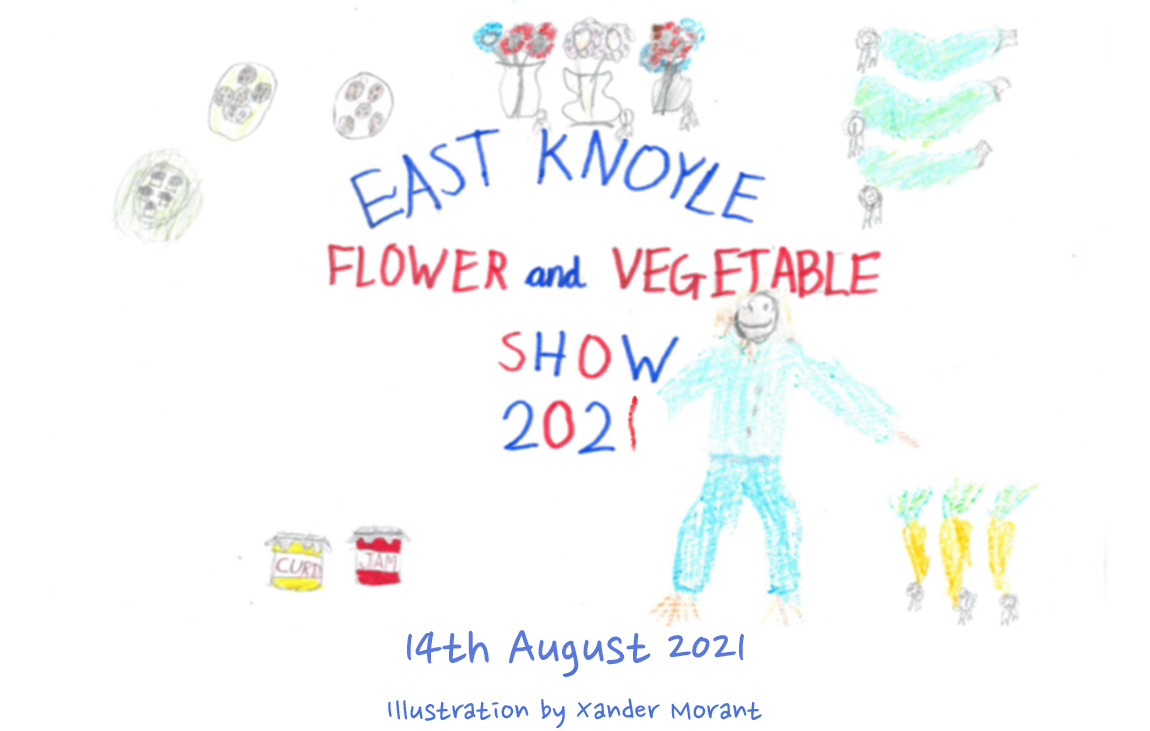 EAST KNOYLE
FLOWER and VEGETABLE
SHOW
2021
CURD
JAM
14th August 2021
Illustration by Xander Morant